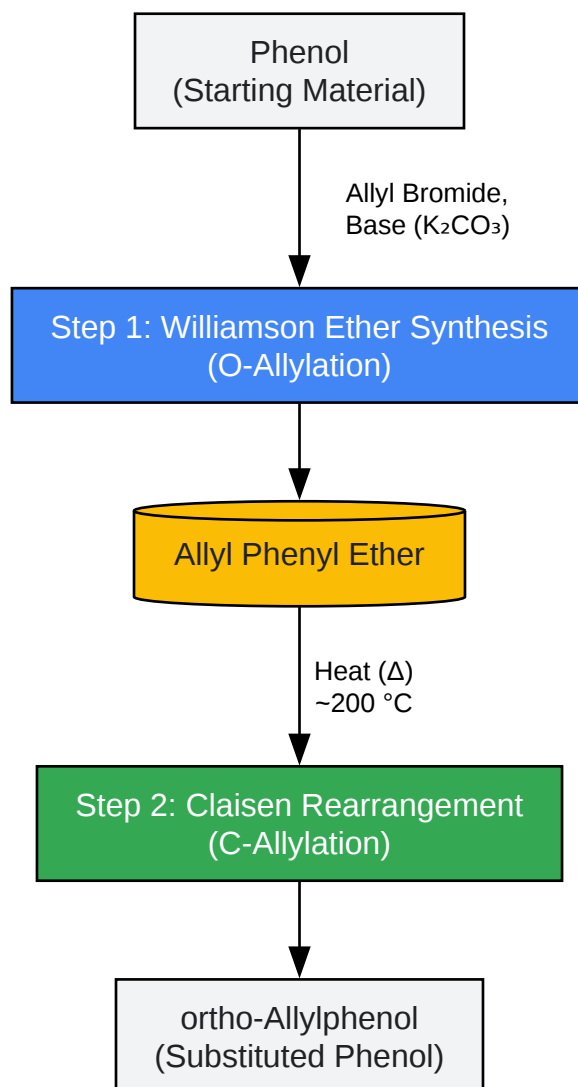 Phenol
(Starting Material)
Allyl Bromide,
Base (K₂CO₃)
Step 1: Williamson Ether Synthesis
(O-Allylation)
Allyl Phenyl Ether
Heat (Δ)
~200 °C
Step 2: Claisen Rearrangement
(C-Allylation)
ortho-Allylphenol
(Substituted Phenol)